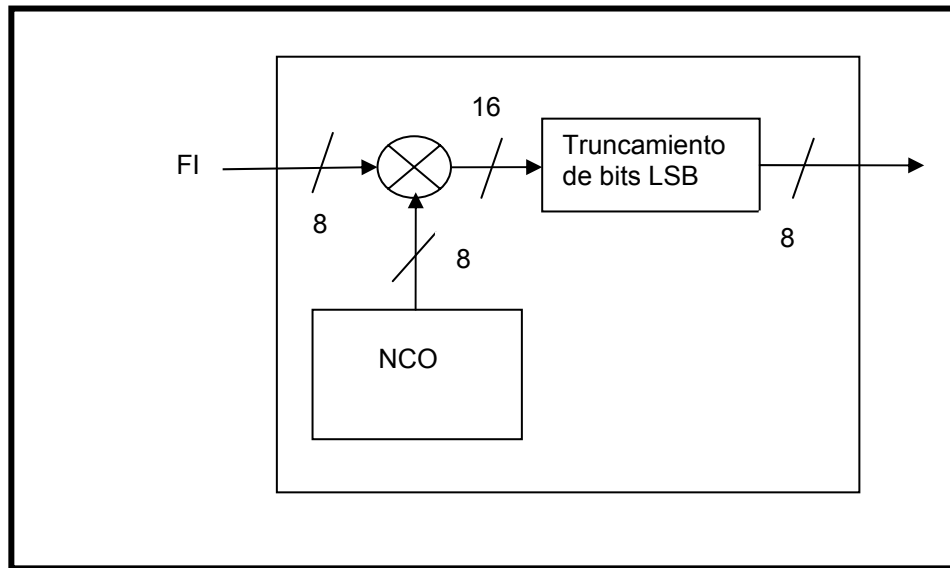 16
Truncamiento
de bits LSB
FI
8
8
8
NCO